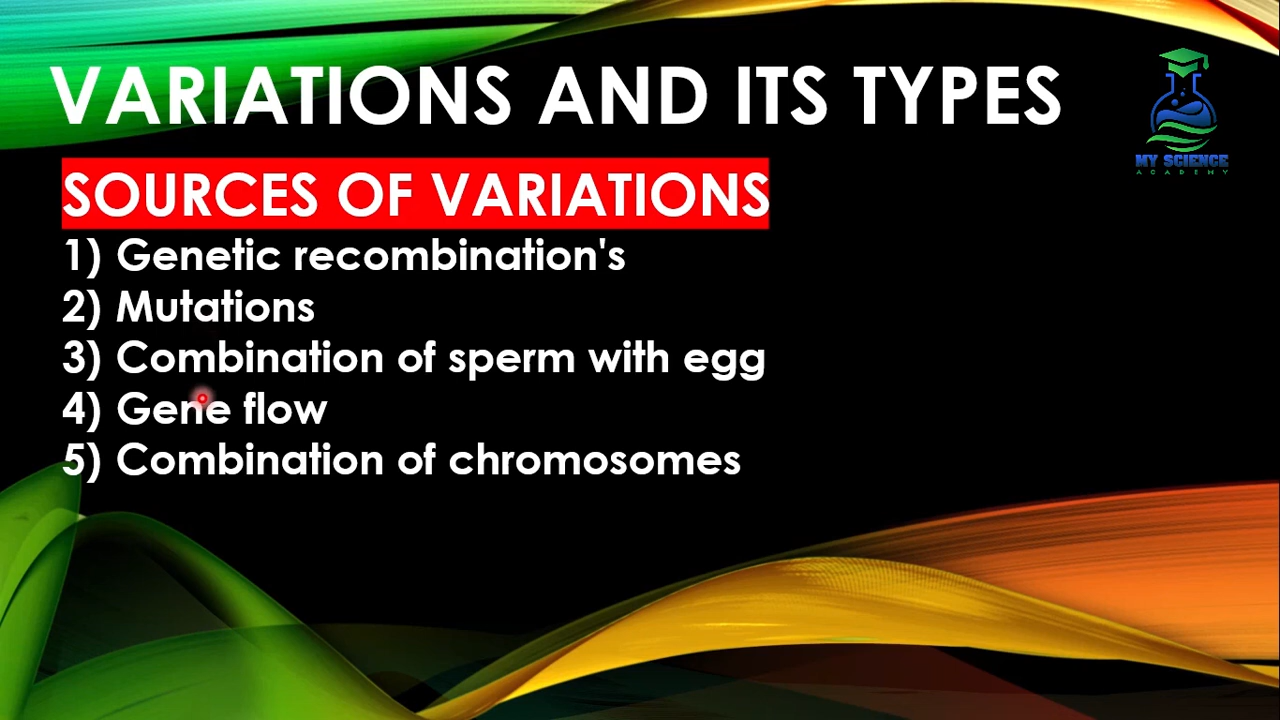 VARIATIONS AND ITS TYPES
MY SCIENCE
ACADEMY
SOURCES OF VARIATIONS
1) Genetic recombination's
2) Mutations
3) Combination of sperm with egg
4) Gene flow
5) Combination of chromosomes